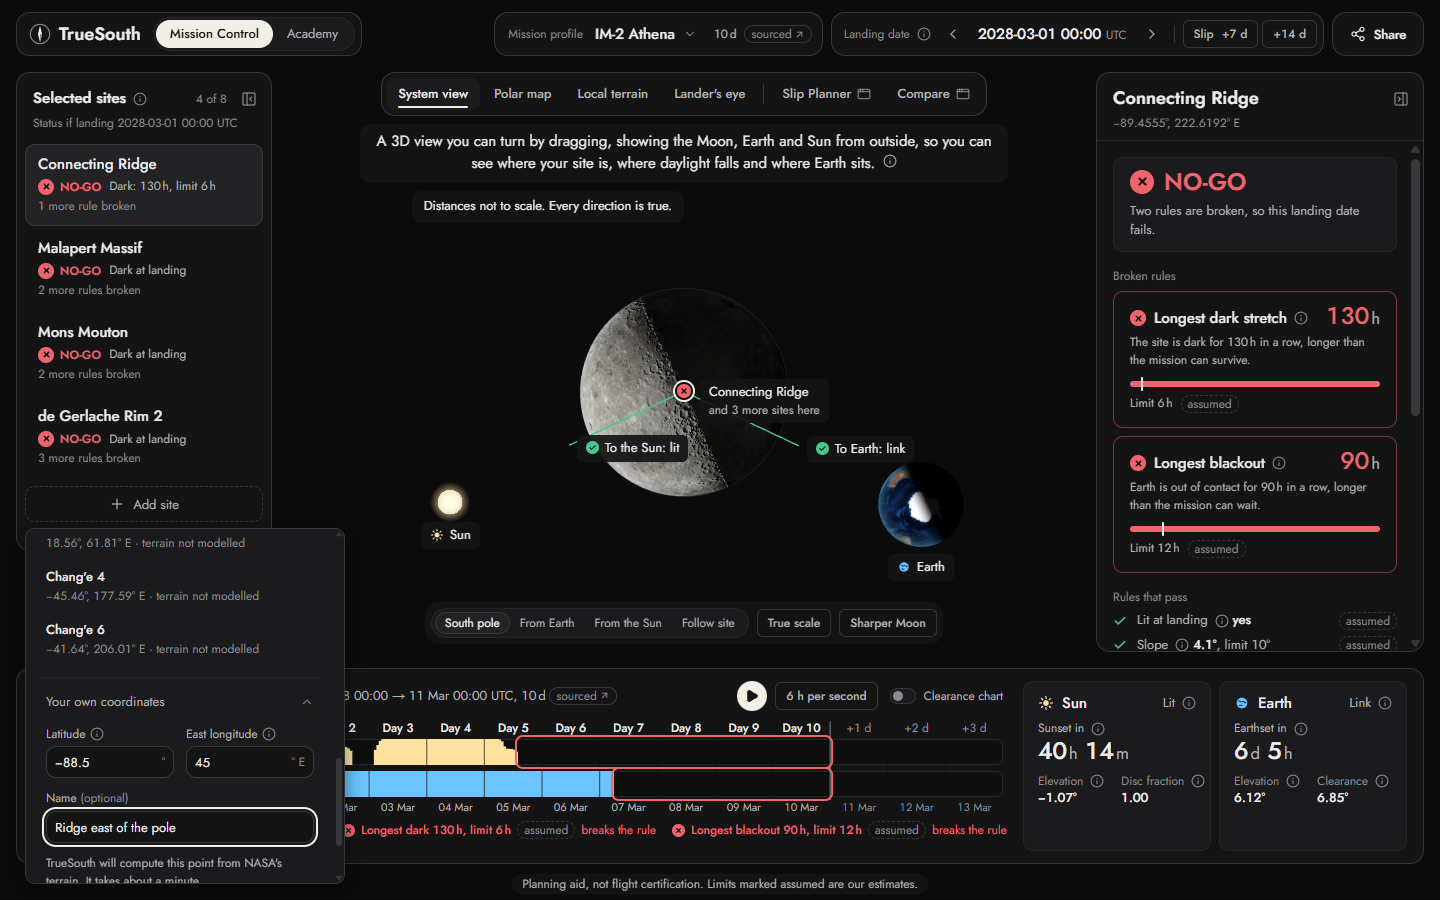 TrueSouth
Mission Control
Academy
Mission profile IM-2 Athena 10 d sourced ↗
Landing date 2028-03-01 00:00 UTC
Slip +7 d
+14 d
Share
Selected sites 4 of 8
Status if landing 2028-03-01 00:00 UTC
Connecting Ridge
NO-GO Dark: 130 h, limit 6 h
1 more rule broken
Malapert Massif
NO-GO Dark at landing
2 more rules broken
Mons Mouton
NO-GO Dark at landing
2 more rules broken
de Gerlache Rim 2
NO-GO Dark at landing
3 more rules broken
+ Add site
18.56°, 61.81° E · terrain not modelled
Chang'e 4
−45.46°, 177.59° E · terrain not modelled
Chang'e 6
−41.64°, 206.01° E · terrain not modelled
Your own coordinates
Latitude
East longitude
−88.5 °
45 ° E
Name (optional)
Ridge east of the pole
TrueSouth will compute this point from NASA's
terrain. It takes about a minute
System view
Polar map
Local terrain
Lander's eye
Slip Planner
Compare
A 3D view you can turn by dragging, showing the Moon, Earth and Sun from outside, so you can
see where your site is, where daylight falls and where Earth sits.
Distances not to scale. Every direction is true.
Connecting Ridge
and 3 more sites here
To the Sun: lit
To Earth: link
Sun
Earth
South pole
From Earth
From the Sun
Follow site
True scale
Sharper Moon
Connecting Ridge
−89.4555°, 222.6192° E
NO-GO
Two rules are broken, so this landing date
fails.
Broken rules
Longest dark stretch 130 h
The site is dark for 130 h in a row, longer than
the mission can survive.
Limit 6 h assumed
Longest blackout 90 h
Earth is out of contact for 90 h in a row, longer
than the mission can wait.
Limit 12 h assumed
Rules that pass
Lit at landing yes assumed
Slope 4.1°, limit 10° assumed
8 00:00 → 11 Mar 00:00 UTC, 10 d sourced ↗
6 h per second
Clearance chart
2 Day 3 Day 4 Day 5 Day 6 Day 7 Day 8 Day 9 Day 10 +1 d +2 d +3 d
Mar 03 Mar 04 Mar 05 Mar 06 Mar 07 Mar 08 Mar 09 Mar 10 Mar 11 Mar 12 Mar 13 Mar
Longest dark 130 h, limit 6 h assumed breaks the rule
Longest blackout 90 h, limit 12 h assumed breaks the rule
Sun Lit
Sunset in
40 h 14 m
Elevation
Disc fraction
−1.07°
1.00
Earth Link
Earthset in
6 d 5 h
Elevation
Clearance
6.12°
6.85°
Planning aid, not flight certification. Limits marked assumed are our estimates.